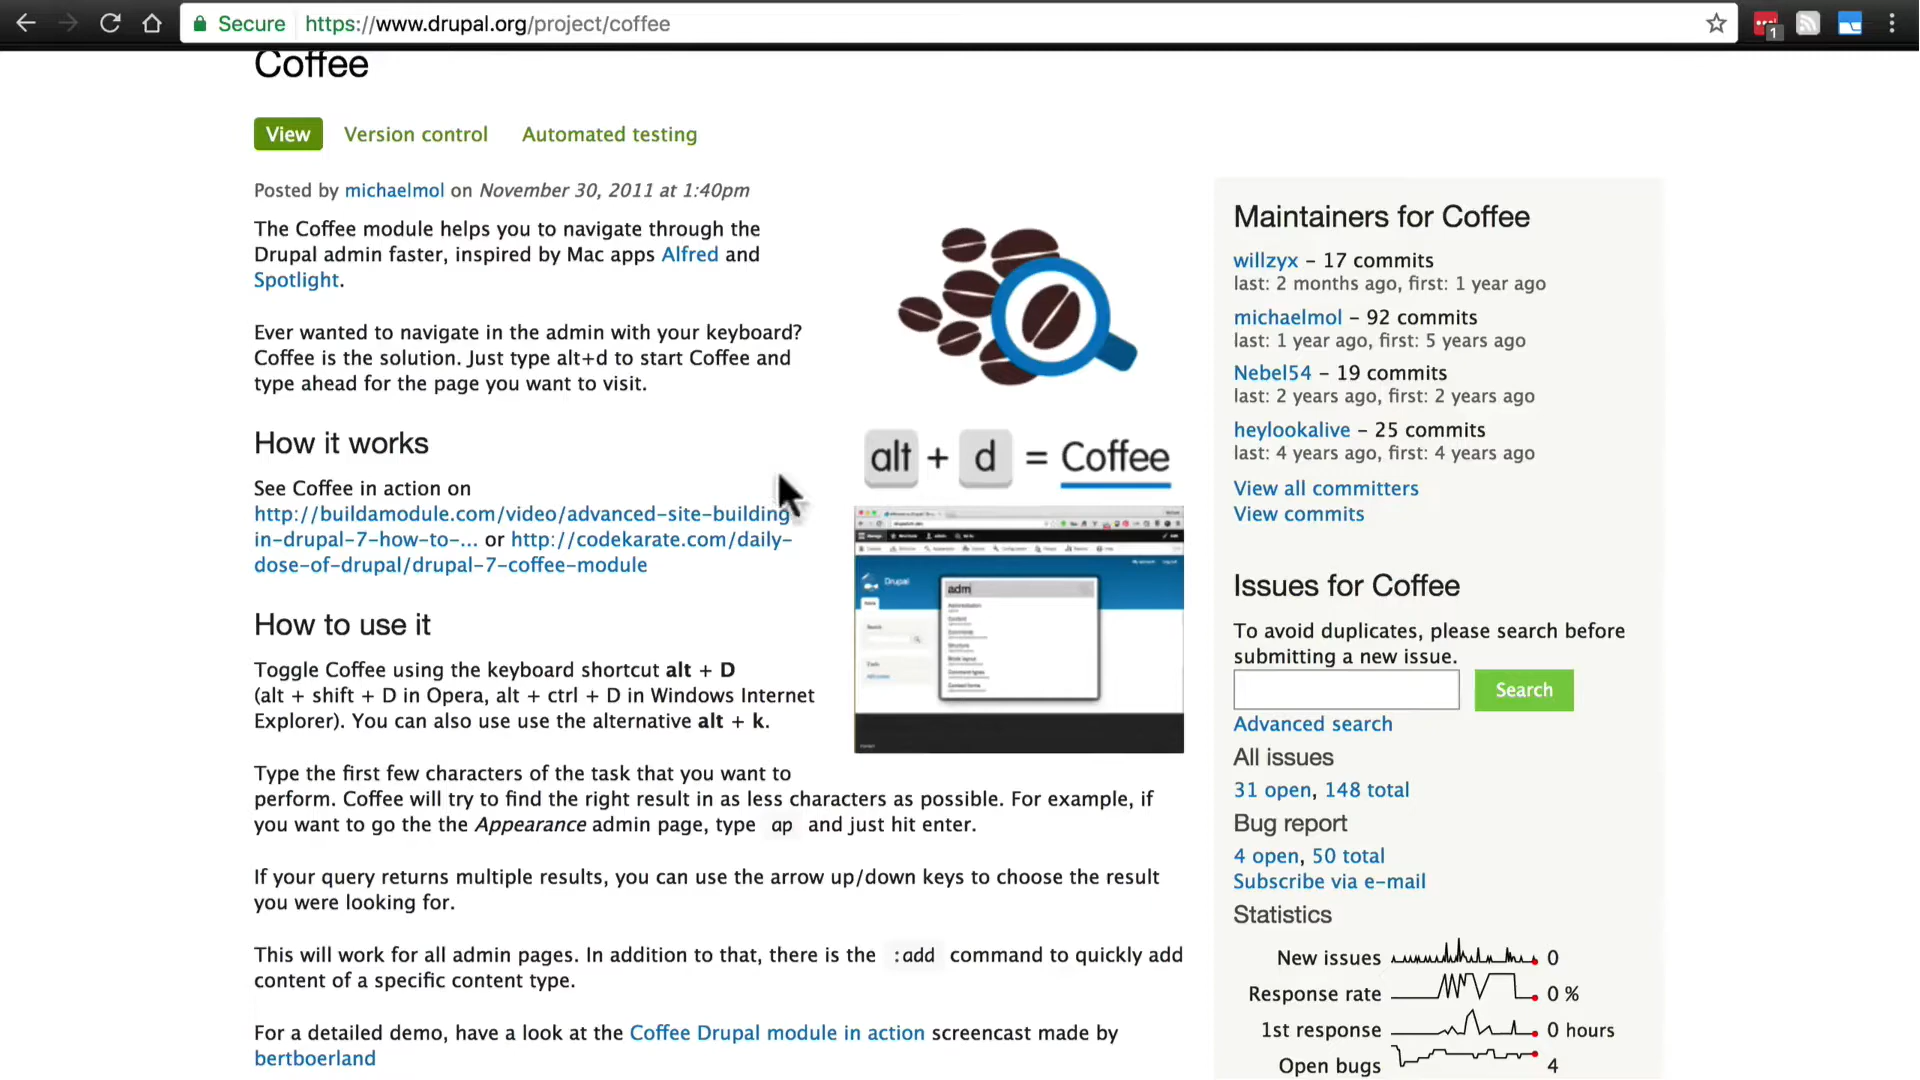 Secure https://www.drupal.org/project/coffee
1
Coffee
View Version control Automated testing
Posted by michaelmol on November 30, 2011 at 1:40pm
The Coffee module helps you to navigate through the
Drupal admin faster, inspired by Mac apps Alfred and
Spotlight.
Ever wanted to navigate in the admin with your keyboard?
Coffee is the solution. Just type alt+d to start Coffee and
type ahead for the page you want to visit.
How it works
See Coffee in action on
http://buildamodule.com/video/advanced-site-building-
in-drupal-7-how-to-... or http://codekarate.com/daily-
dose-of-drupal/drupal-7-coffee-module
How to use it
Toggle Coffee using the keyboard shortcut alt + D
(alt + shift + D in Opera, alt + ctrl + D in Windows Internet
Explorer). You can also use use the alternative alt + k.
Type the first few characters of the task that you want to
perform. Coffee will try to find the right result in as less characters as possible. For example, if
you want to go the the Appearance admin page, type ap and just hit enter.
If your query returns multiple results, you can use the arrow up/down keys to choose the result
you were looking for.
This will work for all admin pages. In addition to that, there is the :add command to quickly add
content of a specific content type.
For a detailed demo, have a look at the Coffee Drupal module in action screencast made by
bertboerland
alt + d = Coffee
Drupal
adm
Maintainers for Coffee
willzyx – 17 commits
last: 2 months ago, first: 1 year ago
michaelmol – 92 commits
last: 1 year ago, first: 5 years ago
Nebel54 – 19 commits
last: 2 years ago, first: 2 years ago
heylookalive – 25 commits
last: 4 years ago, first: 4 years ago
View all committers
View commits
Issues for Coffee
To avoid duplicates, please search before
submitting a new issue.
Search
Advanced search
All issues
31 open, 148 total
Bug report
4 open, 50 total
Subscribe via e-mail
Statistics
New issues 0
Response rate 0 %
1st response 0 hours
Open bugs 4